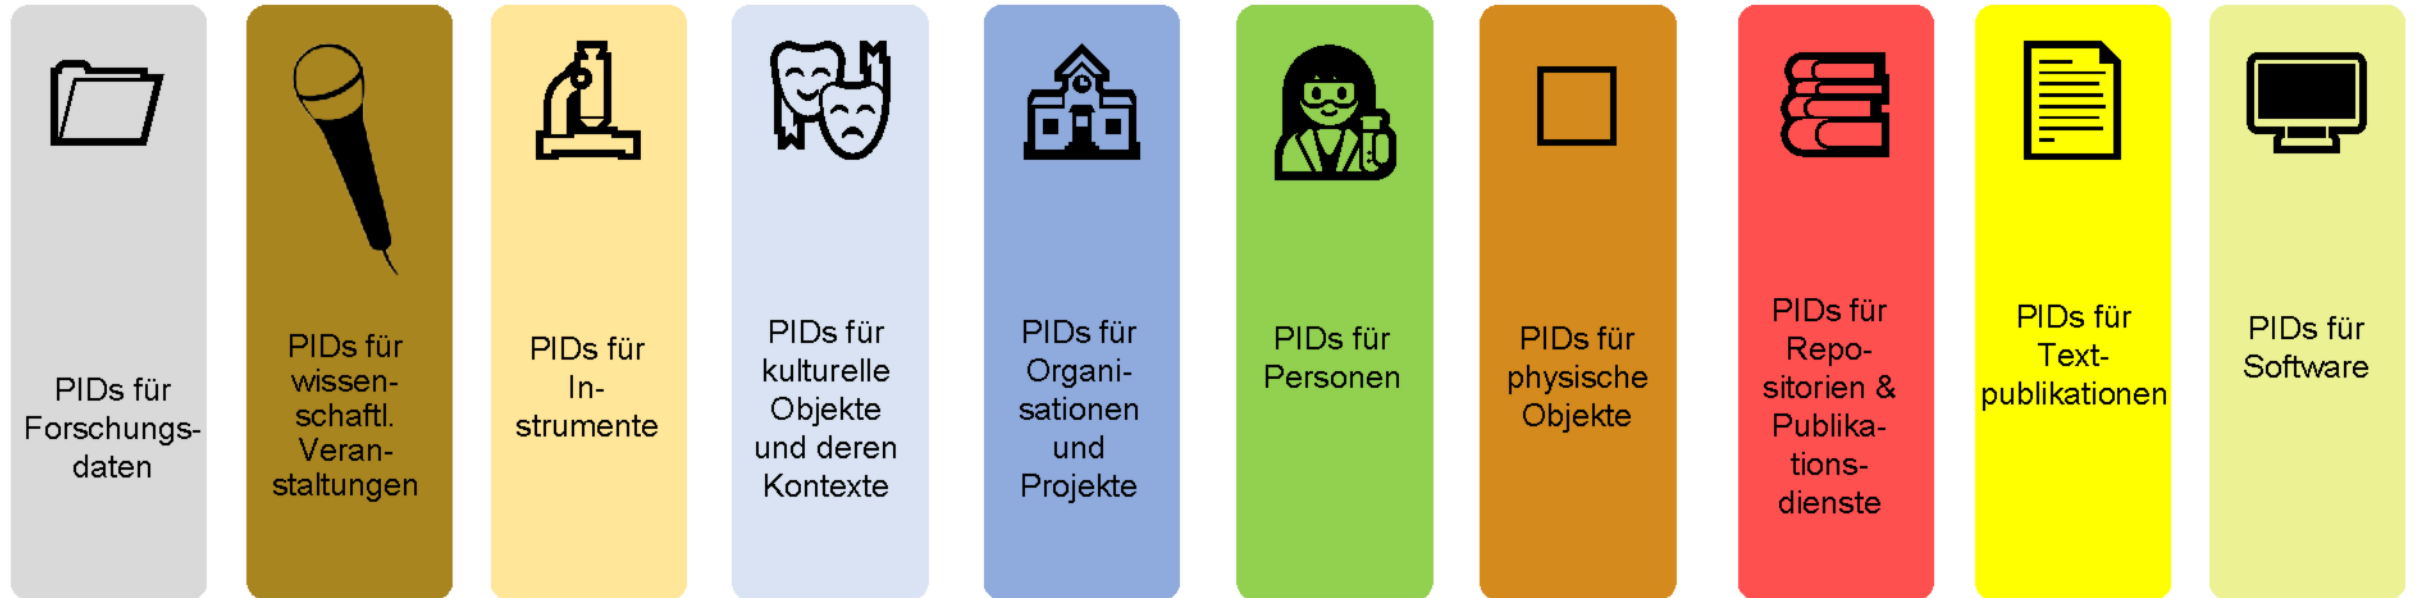 PIDs für
Forschungs-
daten
PIDs für
wissen-
schaftl.
Veran-
staltungen
PIDs für
In-
strumente
PIDs für
kulturelle
Objekte
und deren
Kontexte
PIDs für
Organi-
sationen
und
Projekte
PIDs für
Personen
PIDs für
physische
Objekte
PIDs für
Repo-
sitorien &
Publika-
tions-
dienste
PIDs für
Text-
publikationen
PIDs für
Software